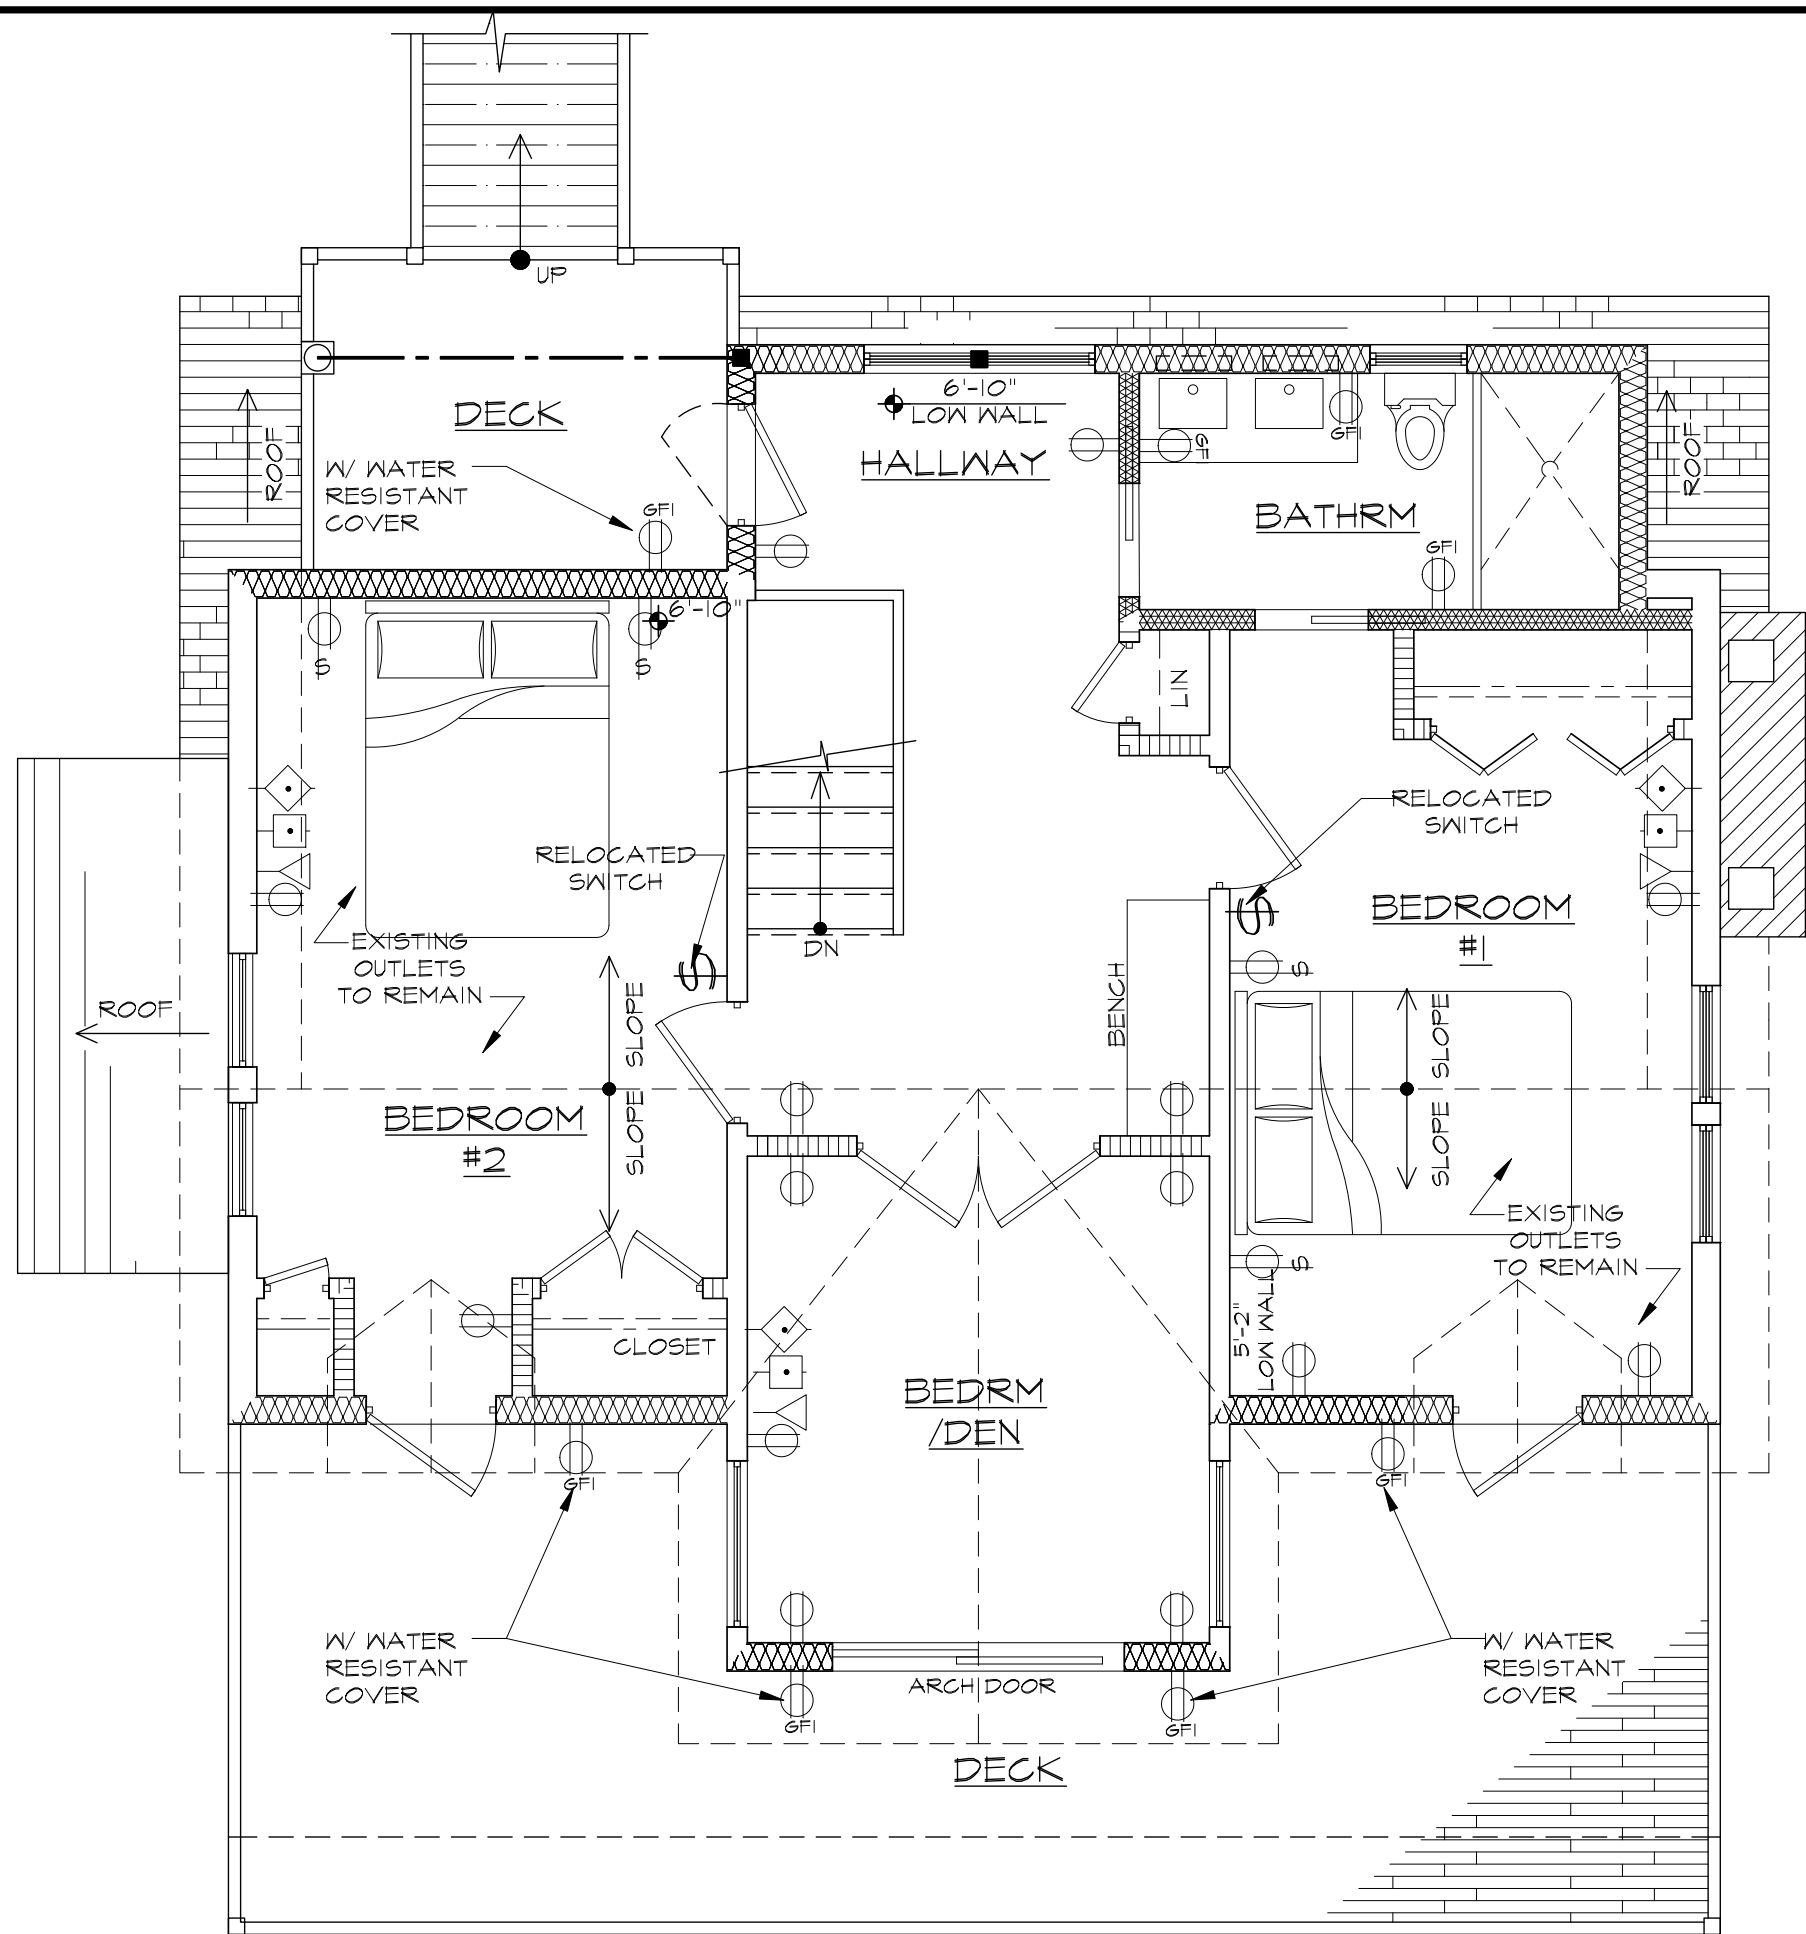 UP
6'-10"
LOW WALL
DECK
ROOF
ROOF
HALLWAY
GFI
GFI
W/ WATER
RESISTANT
COVER
GFI
BATHRM
GFI
6'-10"
S
S
LIN
RELOCATED
SWITCH
RELOCATED
SWITCH
BEDROOM
#1
EXISTING
OUTLETS
TO REMAIN
$
$
DN
S
BENCH
ROOF
SLOPE
SLOPE
SLOPE
SLOPE
BEDROOM
#2
EXISTING
OUTLETS
TO REMAIN
S
5'-2"
LOW WALL
CLOSET
BEDRM
/DEN
GFI
GFI
W/ WATER
RESISTANT
COVER
W/ WATER
RESISTANT
COVER
ARCH DOOR
GFI
GFI
DECK